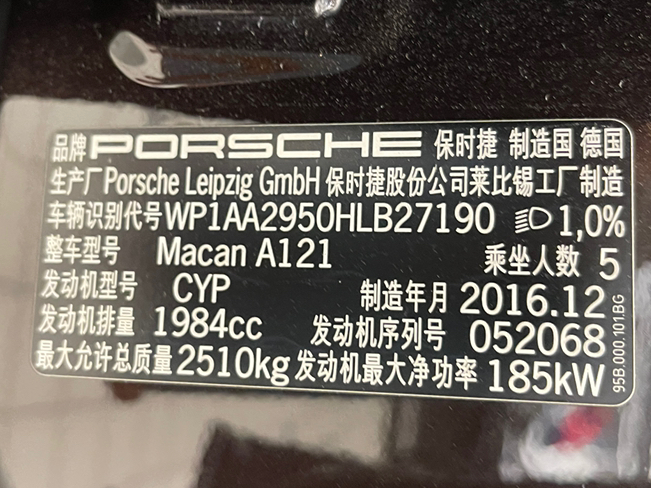 品牌 PORSCHE 保时捷 制造国 德国
生产厂 Porsche Leipzig GmbH 保时捷股份公司莱比锡工厂制造
车辆识别代号 WP1AA2950HLB27190 1,0%
整车型号 Macan A121 乘坐人数 5
发动机型号 CYP 制造年月 2016.12
发动机排量 1984cc 发动机序列号 052068
最大允许总质量 2510kg 发动机最大净功率 185kW
95B.000.101.BG